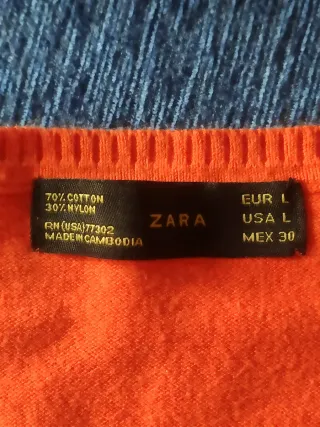 70% COTTON
30% NYLON
RN(USA)77302
MADE IN CAMBODIA
ZARA
EUR L
USA L
MEX 30